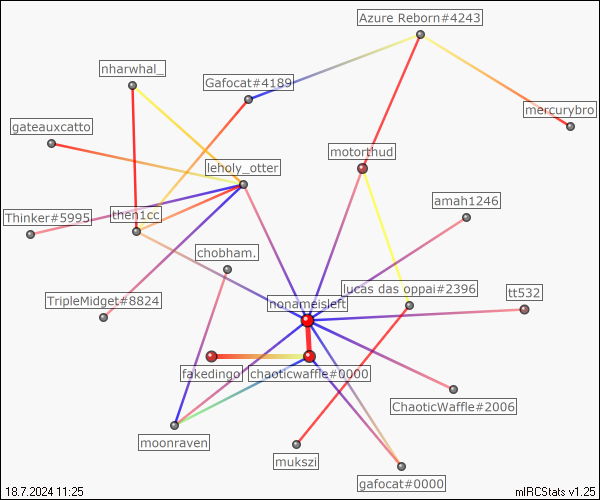 Azure Reborn#4243
nharwhal_
Gafocat#4189
mercurybro
gateauxcatto
motorthud
leholy_otter
amah1246
Thinker#5995
then1cc
chobham.
lucas das oppai#2396
tt532
TripleMidget#8824
nonameisleft
fakedingo
chaoticwaffle#0000
ChaoticWaffle#2006
moonraven
mukszi
gafocat#0000
18.7.2024 11:25
mIRCStats v1.25